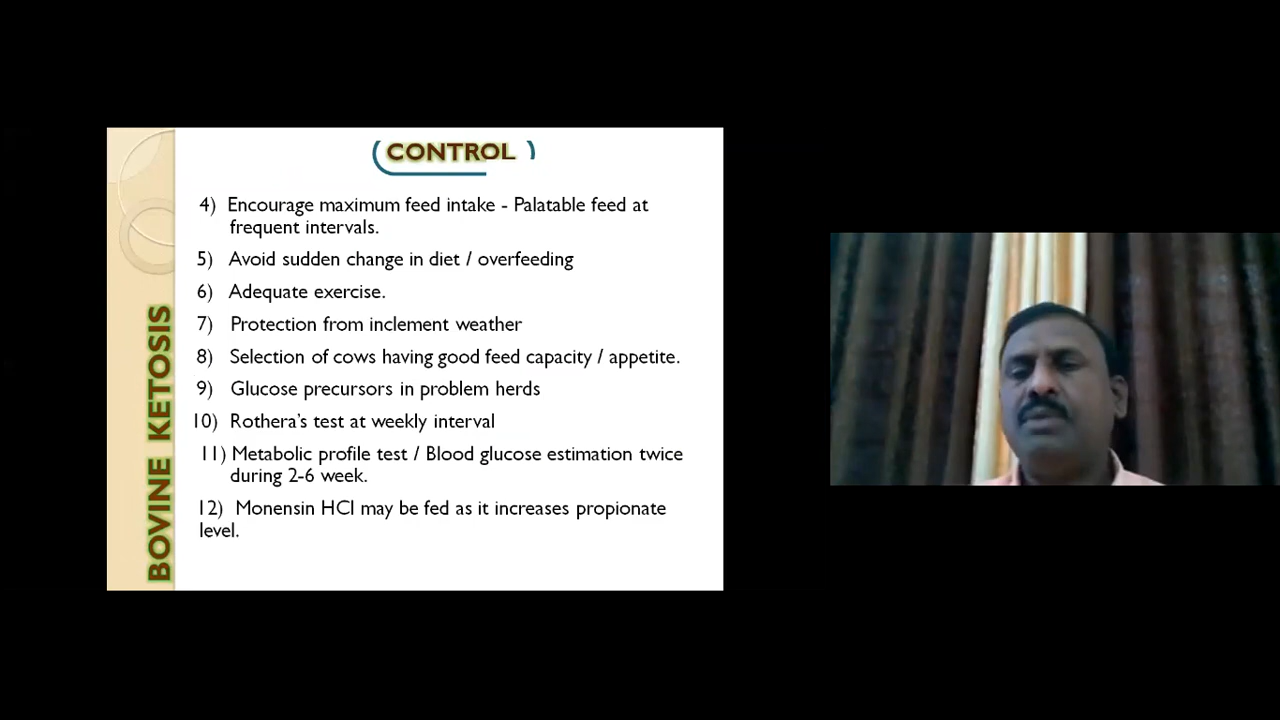 CONTROL
4) Encourage maximum feed intake - Palatable feed at
frequent intervals.
5) Avoid sudden change in diet / overfeeding
6) Adequate exercise.
7) Protection from inclement weather
8) Selection of cows having good feed capacity / appetite.
9) Glucose precursors in problem herds
10) Rothera's test at weekly interval
11) Metabolic profile test / Blood glucose estimation twice
during 2-6 week.
12) Monensin HCl may be fed as it increases propionate
level.
BOVINE KETOSIS